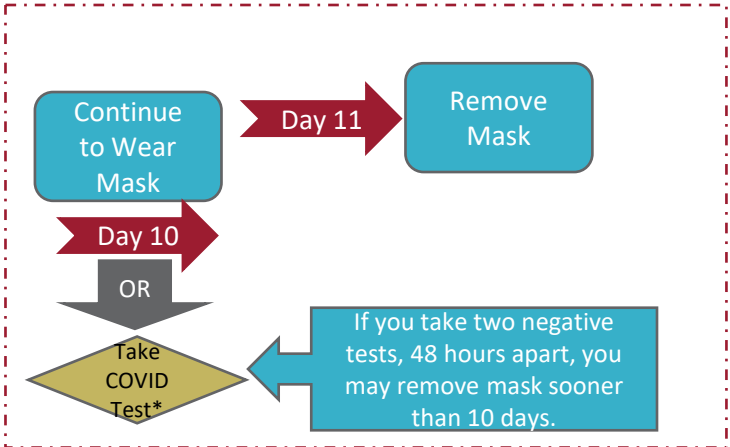 Continue
to Wear
Mask
Day 11
Remove
Mask
Day 10
OR
Take
COVID
Test*
If you take two negative
tests, 48 hours apart, you
may remove mask sooner
than 10 days.